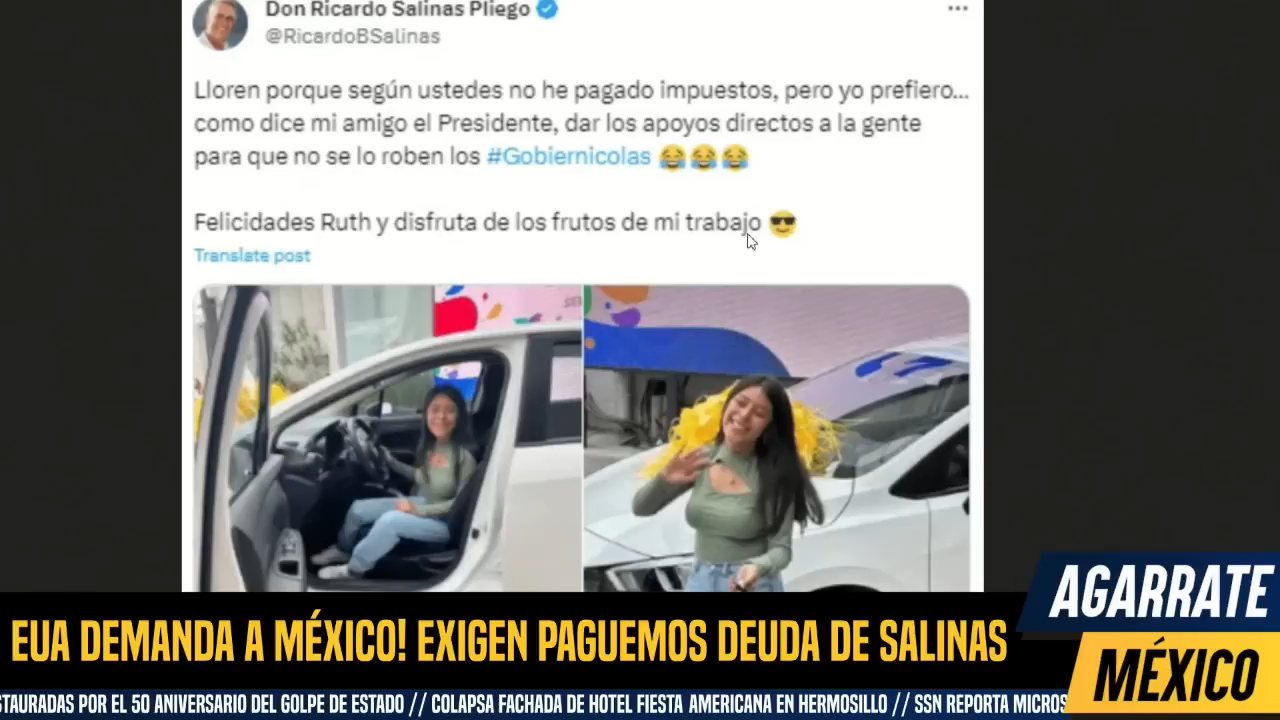 Don Ricardo Salinas Pliego
@RicardoBSalinas
Lloren porque según ustedes no he pagado impuestos, pero yo prefiero...
como dice mi amigo el Presidente, dar los apoyos directos a la gente
para que no se lo roben los #Gobiernicolas 😂😂😂
Felicidades Ruth y disfruta de los frutos de mi trabajo 😎
Translate post
EUA DEMANDA A MÉXICO! EXIGEN PAGUEMOS DEUDA DE SALINAS
AGARRATE
MÉXICO
STAURADAS POR EL 50 ANIVERSARIO DEL GOLPE DE ESTADO // COLAPSA FACHADA DE HOTEL FIESTA AMERICANA EN HERMOSILLO // SSN REPORTA MICROS